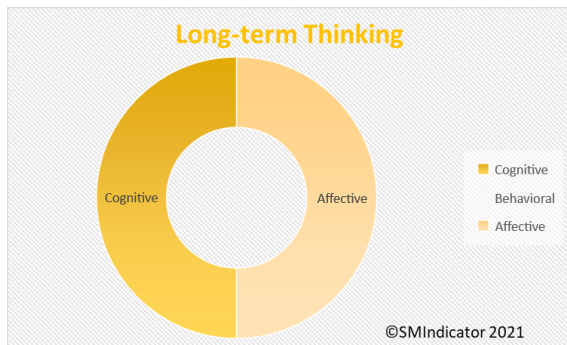 Long-term Thinking
Cognitive
Affective
Cognitive
Behavioral
Affective
©SMIndicator 2021